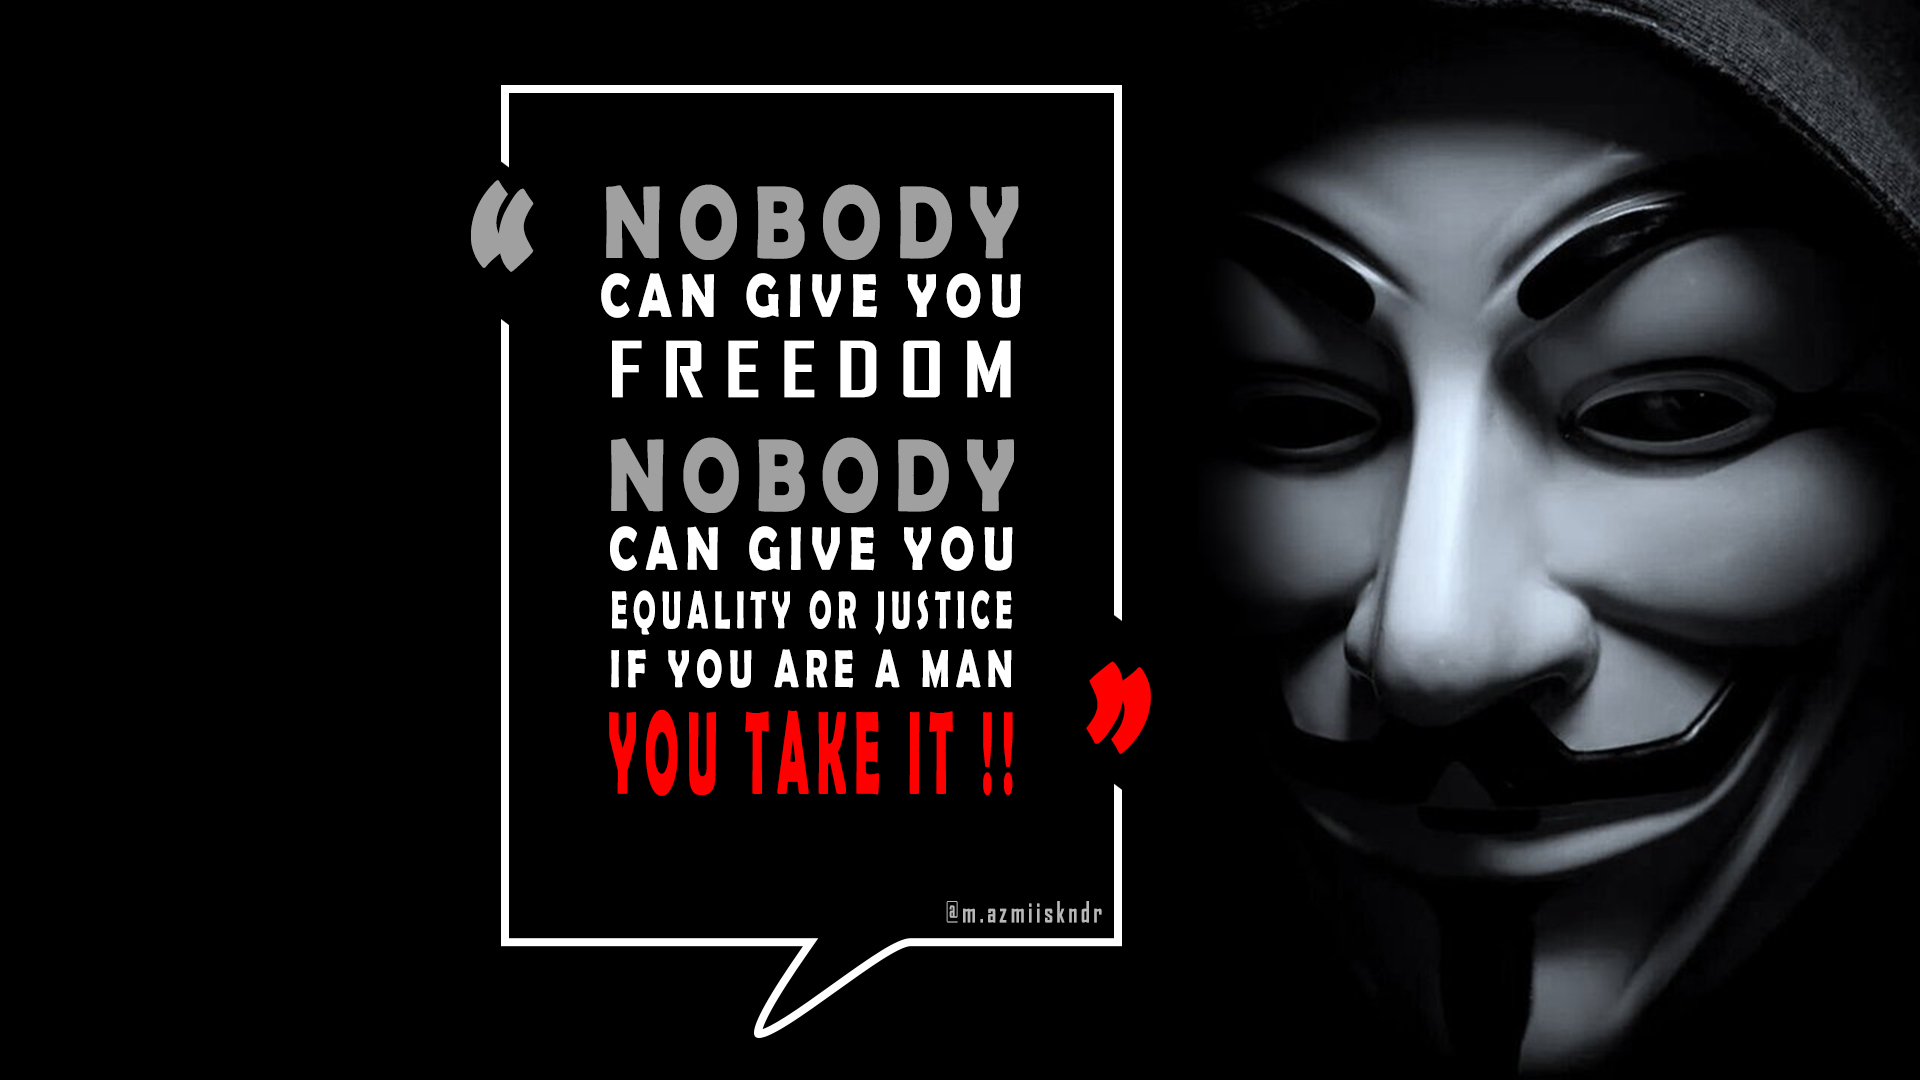 “ NOBODY
CAN GIVE YOU
FREEDOM
NOBODY
CAN GIVE YOU
EQUALITY OR JUSTICE
IF YOU ARE A MAN
YOU TAKE IT !! ”
@m.azmiiskndr